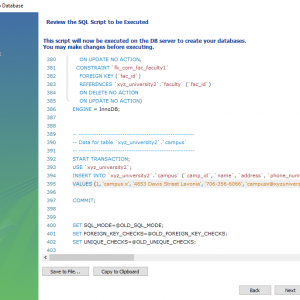 o Database
Review the SQL Script to be Executed
This script will now be executed on the DB server to create your databases.
You may make changes before executing.
380 ON UPDATE NO ACTION,
381 CONSTRAINT `fk_com_fac_faculty1`
382 FOREIGN KEY (`fac_id`)
383 REFERENCES `xyz_university2`.`faculty` (`fac_id`)
384 ON DELETE NO ACTION
385 ON UPDATE NO ACTION)
386 ENGINE = InnoDB;
387
388
389 -- -----------------------------------------------------
390 -- Data for table `xyz_university2`.`campus`
391 -- -----------------------------------------------------
392 START TRANSACTION;
393 USE `xyz_university2`;
394 INSERT INTO `xyz_university2`.`campus` (`camp_id`, `name`, `address`, `phone_num
395 VALUES (1, 'campus v', '4853 Davis Street Lavonia', '706-356-6066', 'campusv@xyzuniversi
396
397 COMMIT;
398
399
400 SET SQL_MODE=@OLD_SQL_MODE;
401 SET FOREIGN_KEY_CHECKS=@OLD_FOREIGN_KEY_CHECKS;
402 SET UNIQUE_CHECKS=@OLD_UNIQUE_CHECKS;
403
Save to File... Copy to Clipboard
Back Next